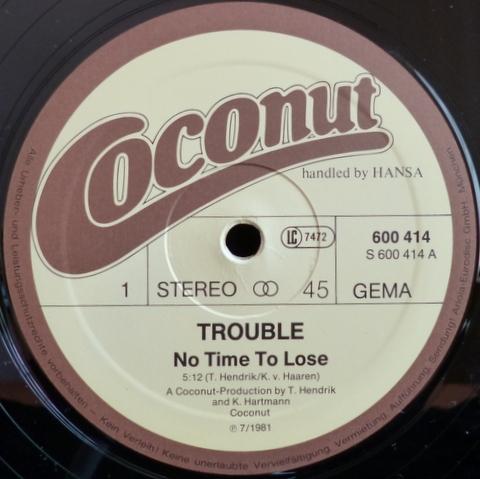 Coconut
handled by HANSA
LC 7472
600 414
S 600 414 A
1
STEREO
45
GEMA
TROUBLE
No Time To Lose
5:12 (T. Hendrik/K. v. Haaren)
A Coconut-Production by T. Hendrik
and K. Hartmann
Coconut
℗ 7/1981
Alle Urheber- und Leistungsschutzrechte vorbehalten – Kein Verleih! Keine unerlaubte Vervielfältigung, Vermietung, Aufführung, Sendung! Ariola-Eurodisc GmbH. München